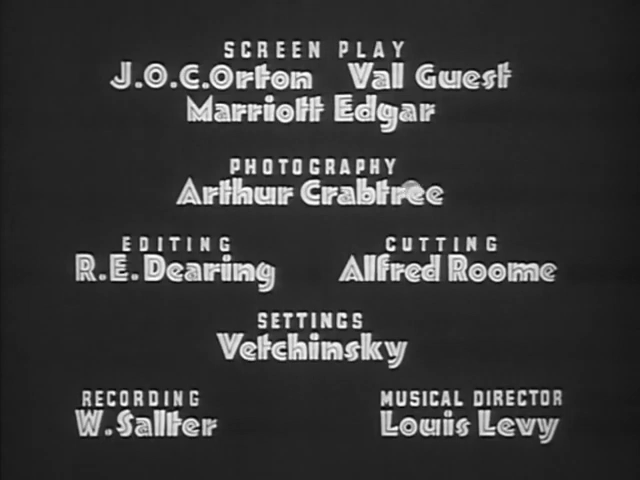 SCREEN PLAY
J.O.C.Orton Val Guest
Marriott Edgar
PHOTOGRAPHY
Arthur Crabtree
EDITING CUTTING
R.E.Dearing Alfred Roome
SETTINGS
Vetchinsky
RECORDING MUSICAL DIRECTOR
W.Salter Louis Levy